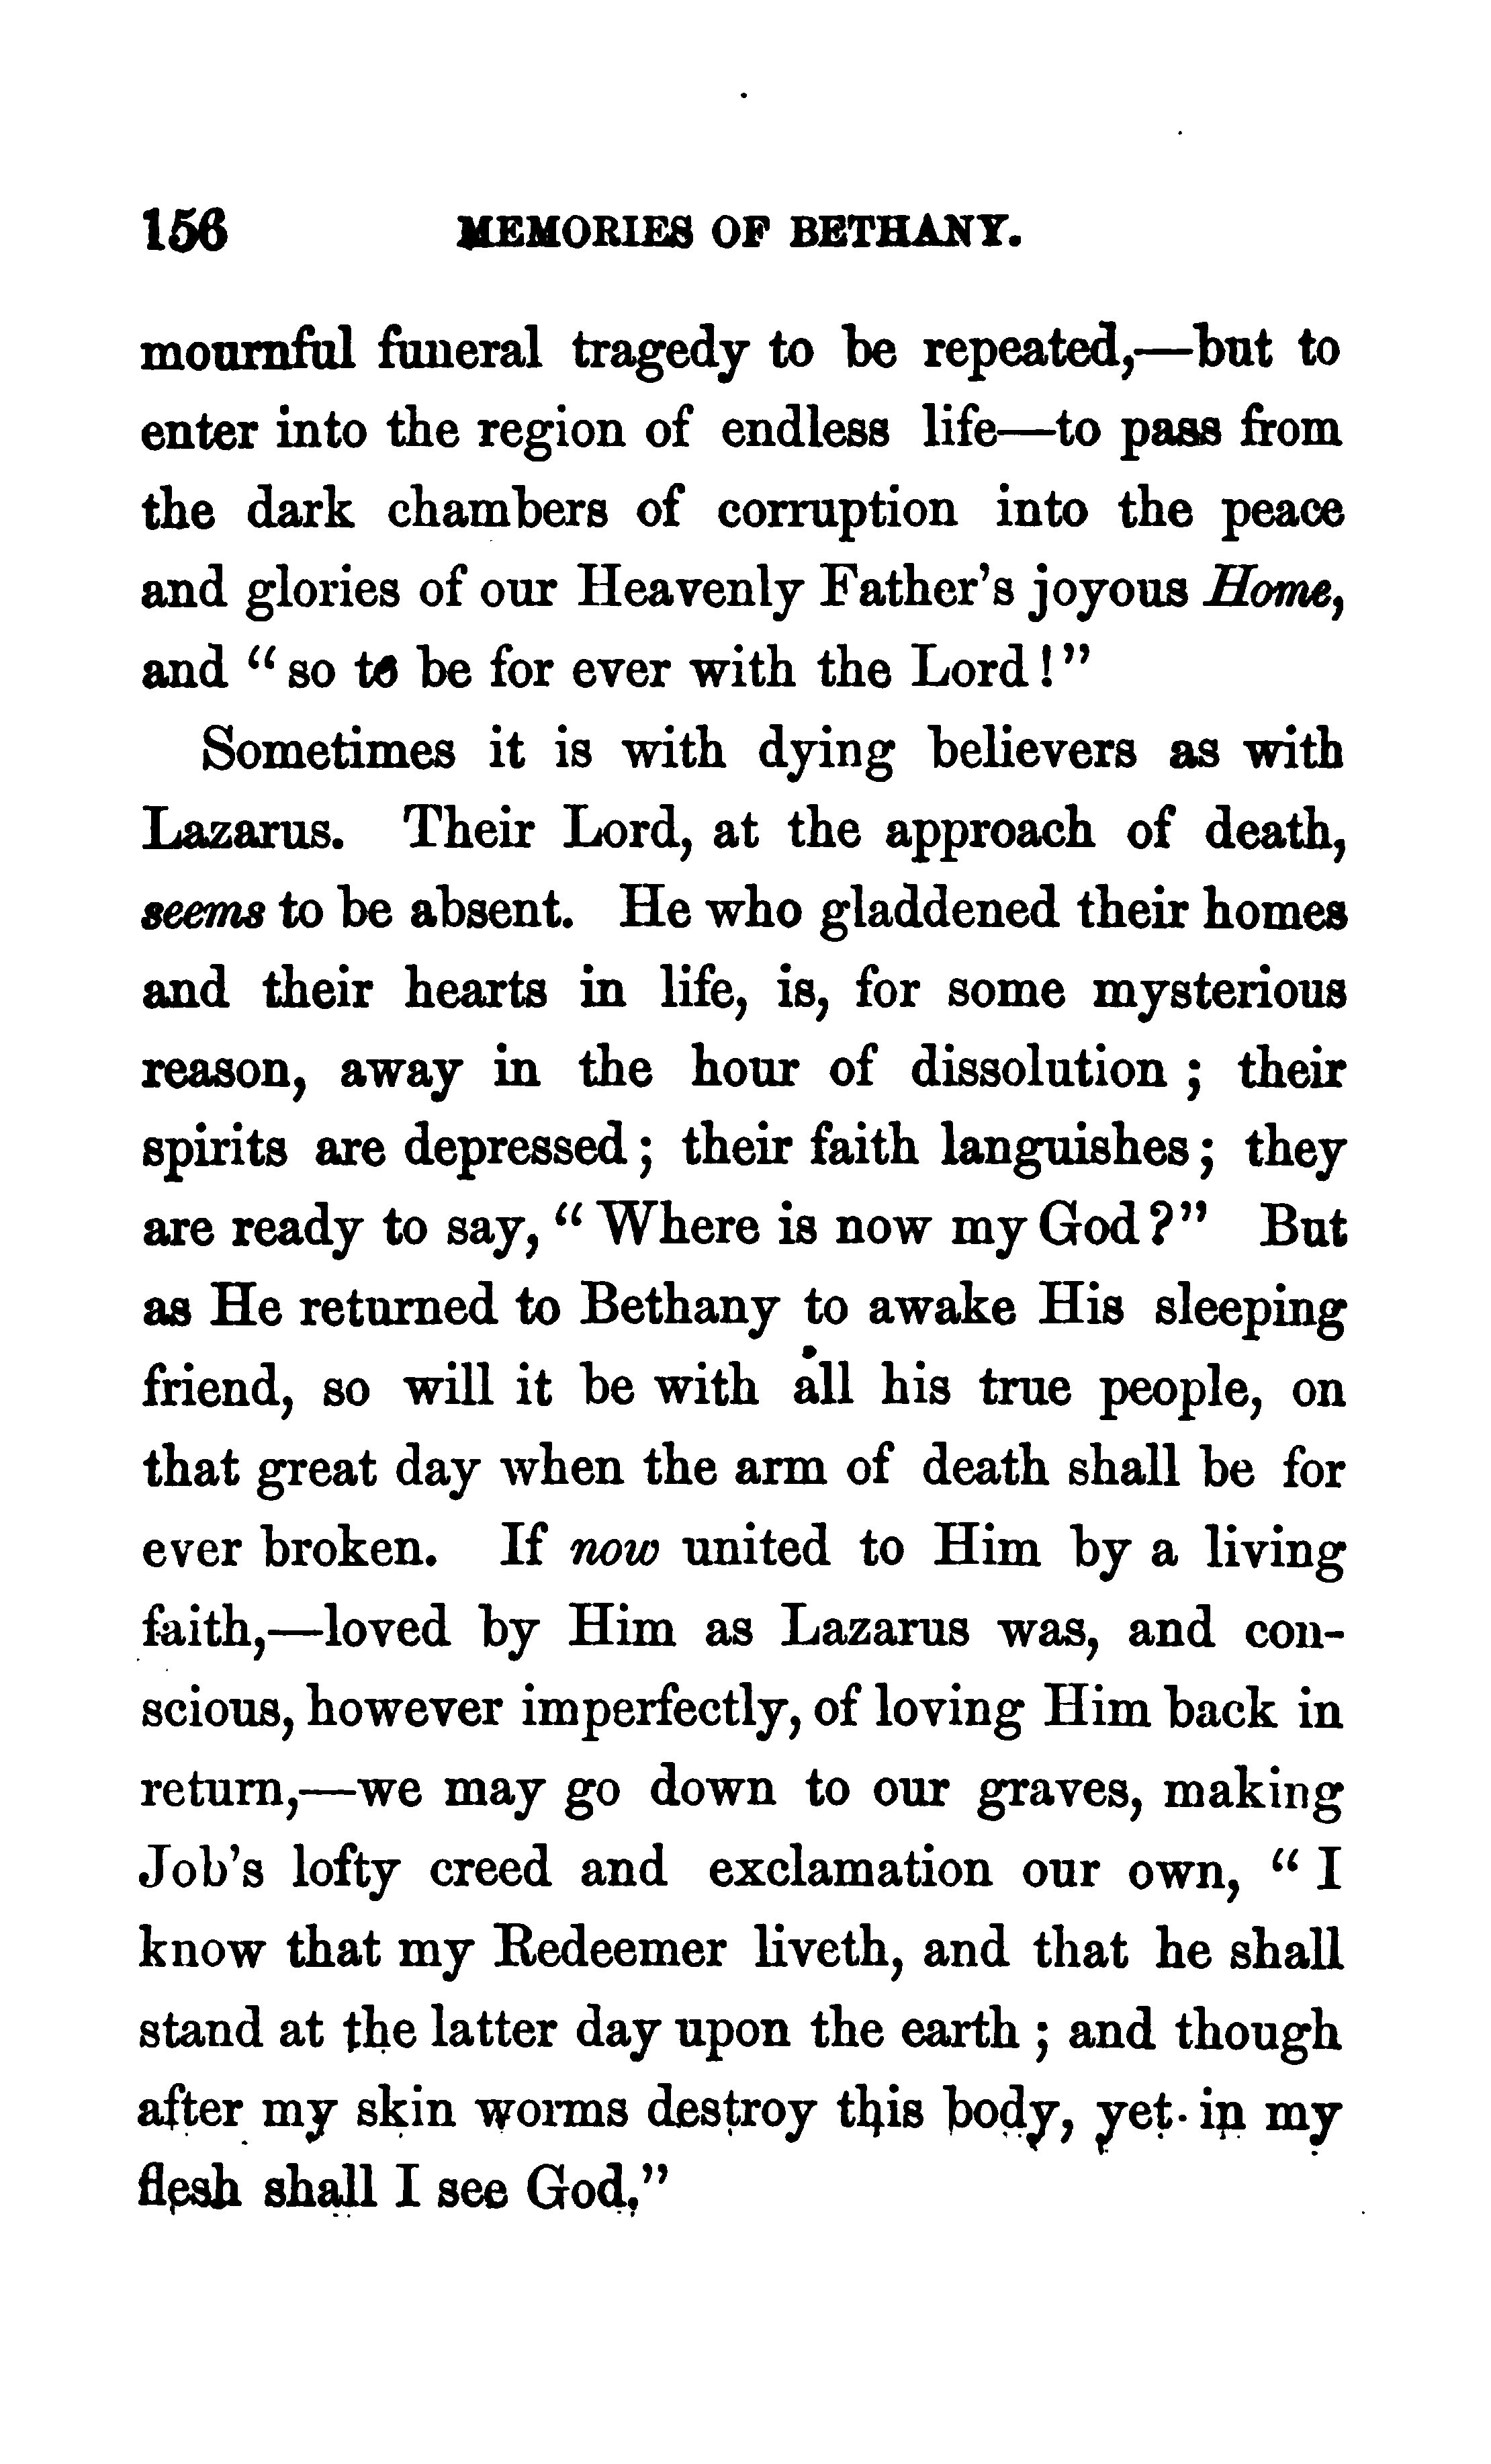 156 MEMORIES OF BETHANY.
mournful funeral tragedy to be repeated,—but to
enter into the region of endless life—to pass from
the dark chambers of corruption into the peace
and glories of our Heavenly Father's joyous Home,
and "so to be for ever with the Lord!"
Sometimes it is with dying believers as with
Lazarus. Their Lord, at the approach of death,
seems to be absent. He who gladdened their homes
and their hearts in life, is, for some mysterious
reason, away in the hour of dissolution; their
spirits are depressed; their faith languishes; they
are ready to say, "Where is now my God?" But
as He returned to Bethany to awake His sleeping
friend, so will it be with all his true people, on
that great day when the arm of death shall be for
ever broken. If now united to Him by a living
faith,—loved by Him as Lazarus was, and con-
scious, however imperfectly, of loving Him back in
return,—we may go down to our graves, making
Job's lofty creed and exclamation our own, "I
know that my Redeemer liveth, and that he shall
stand at the latter day upon the earth; and though
after my skin worms destroy this body, yet in my
flesh shall I see God."